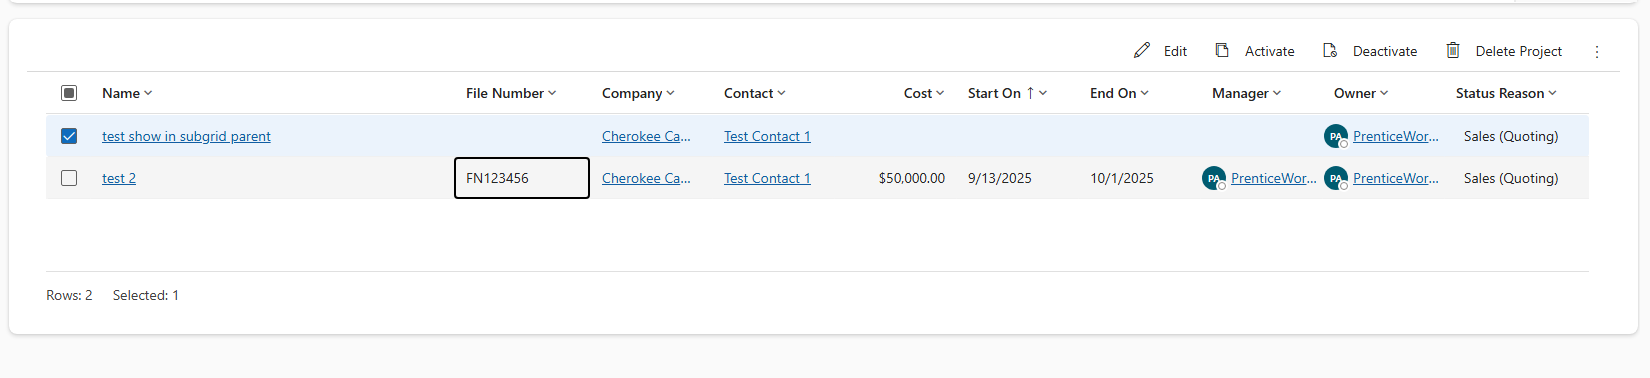 Edit Activate Deactivate Delete Project
Name File Number Company Contact Cost Start On ↑ End On Manager Owner Status Reason
test show in subgrid parent Cherokee Ca... Test Contact 1 PA PrenticeWor... Sales (Quoting)
test 2 FN123456 Cherokee Ca... Test Contact 1 $50,000.00 9/13/2025 10/1/2025 PA PrenticeWor... PA PrenticeWor... Sales (Quoting)
Rows: 2 Selected: 1